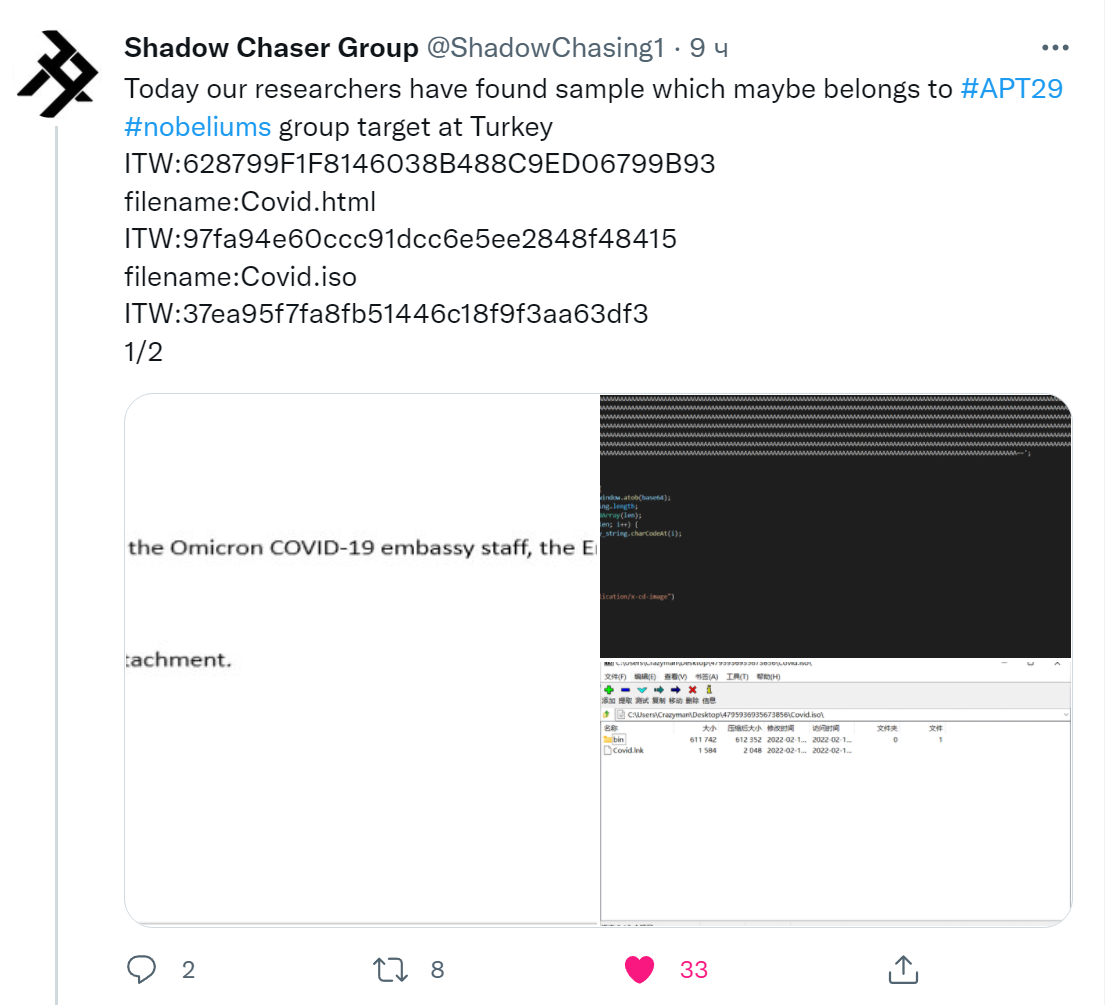 Shadow Chaser Group @ShadowChasing1 · 9 ч
Today our researchers have found sample which maybe belongs to #APT29
#nobeliums group target at Turkey
ITW:628799F1F8146038B488C9ED06799B93
filename:Covid.html
ITW:97fa94e60ccc91dcc6e5ee2848f48415
filename:Covid.iso
ITW:37ea95f7fa8fb51446c18f9f3aa63df3
1/2
the Omicron COVID-19 embassy staff, the E
tachment.
indow.atob(base64);
ng.length;
Array(len);
en; i++) {
_string.charCodeAt(i);
lication/x-cd-image")
C:\Users\Crazyman\Desktop\4795936935673856\Covid.iso\
文件(F) 编辑(E) 查看(V) 书签(A) 工具(T) 帮助(H)
添加 提取 测试 复制 移动 删除 信息
C:\Users\Crazyman\Desktop\4795936935673856\Covid.iso\
名称 大小 压缩后大小 修改时间 访问时间 文件夹 文件
bin 611 742 612 352 2022-02-1... 2022-02-1... 0 1
Covid.lnk 1 584 2 048 2022-02-1... 2022-02-1...
2 8 33